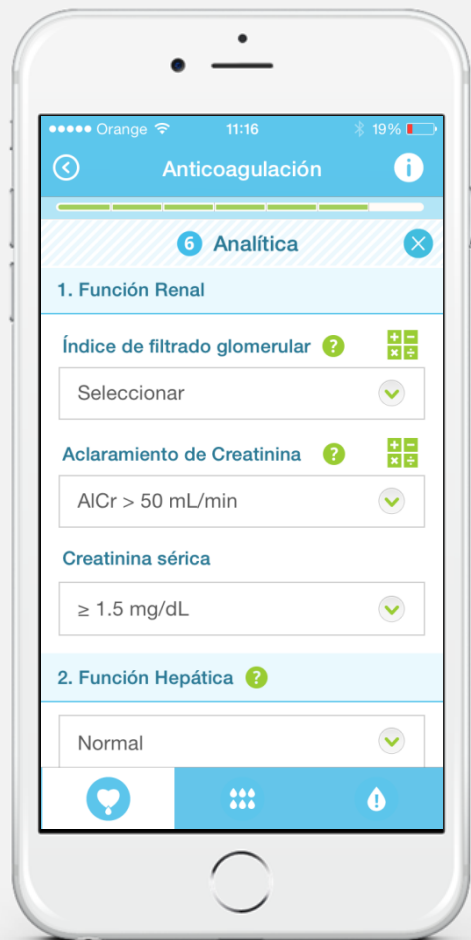 Orange 11:16 19%
Anticoagulación i
6 Analítica
1. Función Renal
Índice de filtrado glomerular ?
Seleccionar
Aclaramiento de Creatinina ?
AlCr > 50 mL/min
Creatinina sérica
≥ 1.5 mg/dL
2. Función Hepática ?
Normal